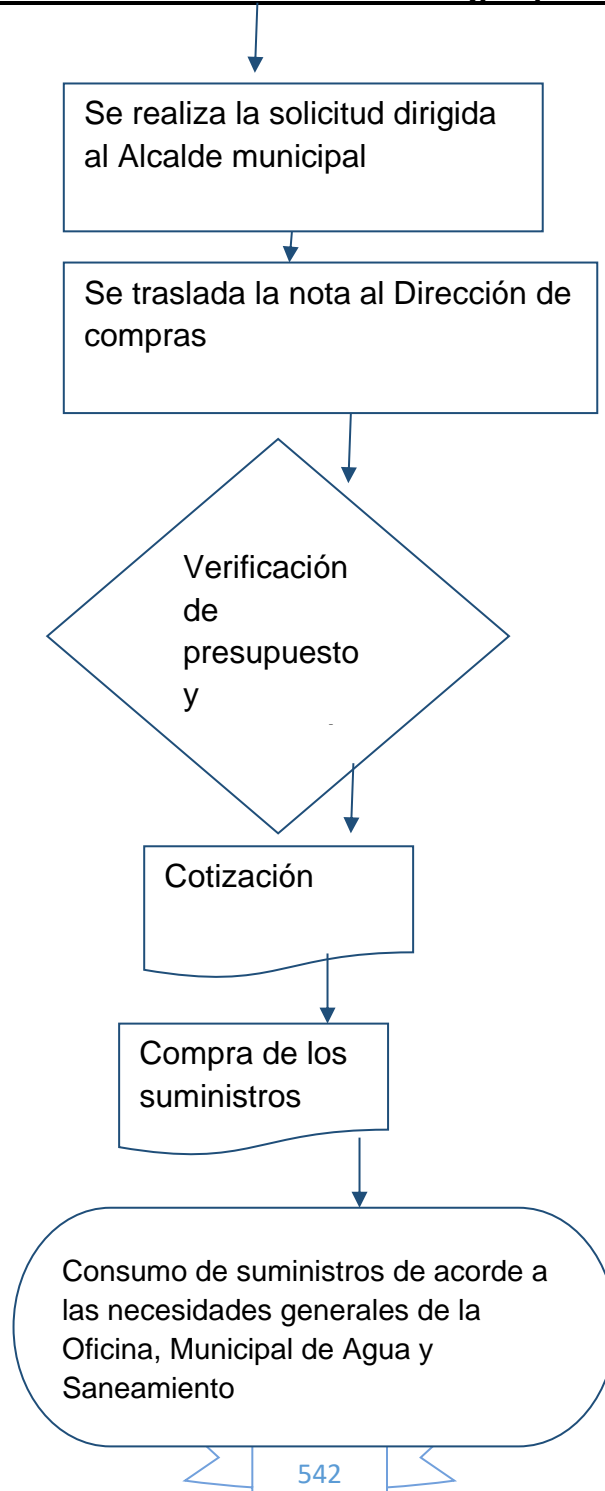 Se realiza la solicitud dirigida
al Alcalde municipal
Se traslada la nota al Dirección de
compras
Verificación
de
presupuesto
y
Cotización
Compra de los
suministros
Consumo de suministros de acorde a
las necesidades generales de la
Oficina, Municipal de Agua y
Saneamiento
542